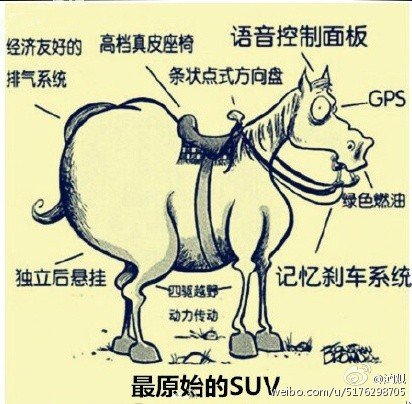 经济友好的
排气系统
高档真皮座椅
语音控制面板
条状点式方向盘
GPS
绿色燃油
独立后悬挂
四驱越野
动力传动
记忆刹车系统
最原始的SUV
weibo.com/u/5176298705